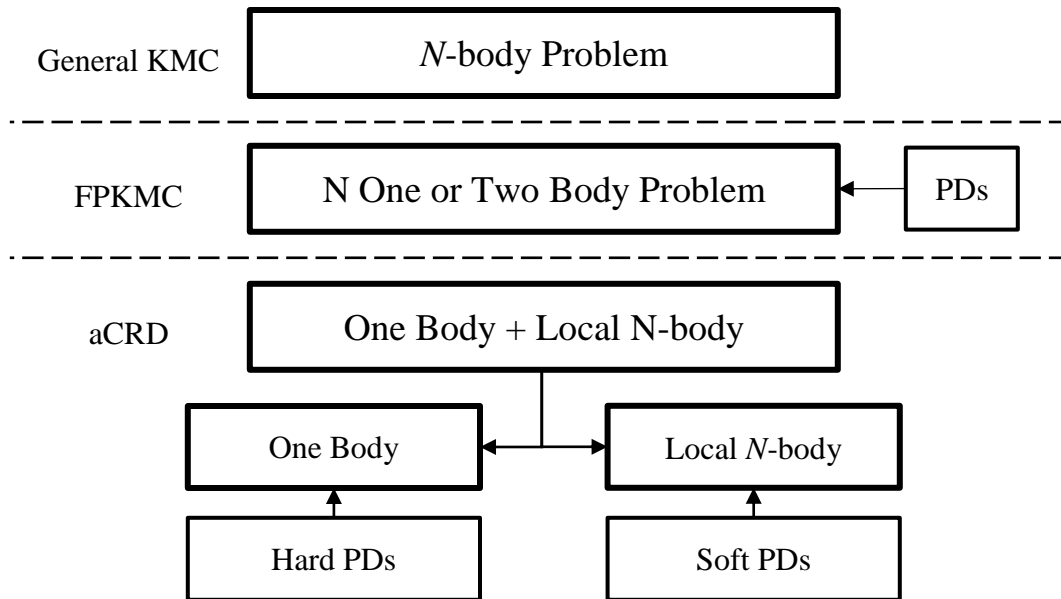 General KMC
N-body Problem
FPKMC
N One or Two Body Problem
PDs
aCRD
One Body + Local N-body
One Body
Local N-body
Hard PDs
Soft PDs